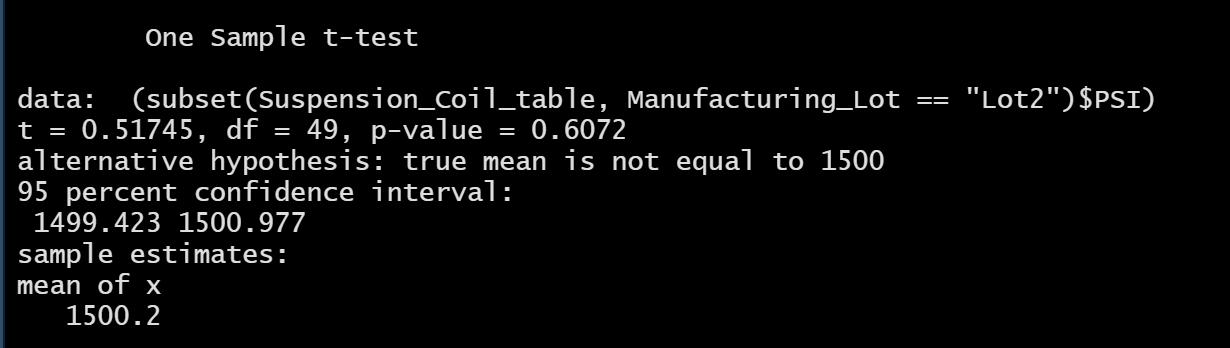 One Sample t-test
data:  (subset(Suspension_Coil_table, Manufacturing_Lot == "Lot2")$PSI)
t = 0.51745, df = 49, p-value = 0.6072
alternative hypothesis: true mean is not equal to 1500
95 percent confidence interval:
 1499.423 1500.977
sample estimates:
mean of x
   1500.2